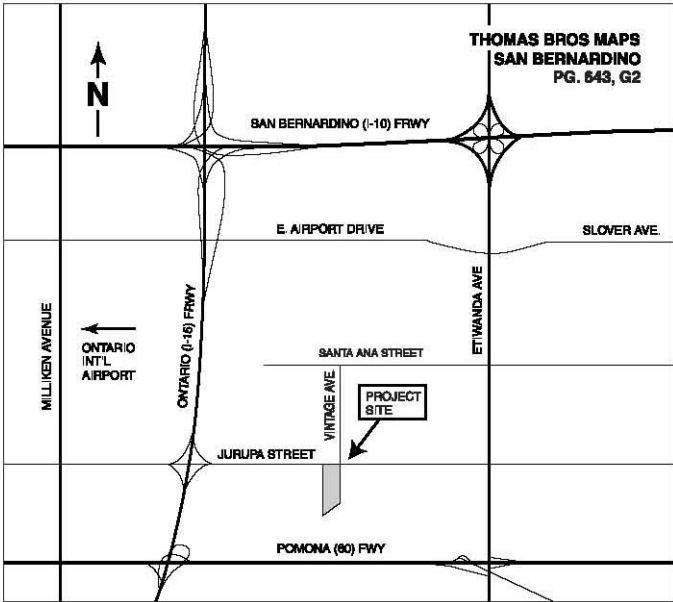 THOMAS BROS MAPS
SAN BERNARDINO
PG. 643, G2
N
SAN BERNARDINO (I-10) FRWY
E. AIRPORT DRIVE
SLOVER AVE.
MILLIKEN AVENUE
ONTARIO
INT'L
AIRPORT
ONTARIO (I-15) FRWY
ETIWANDA AVE
SANTA ANA STREET
VINTAGE AVE.
PROJECT
SITE
JURUPA STREET
POMONA (60) FWY